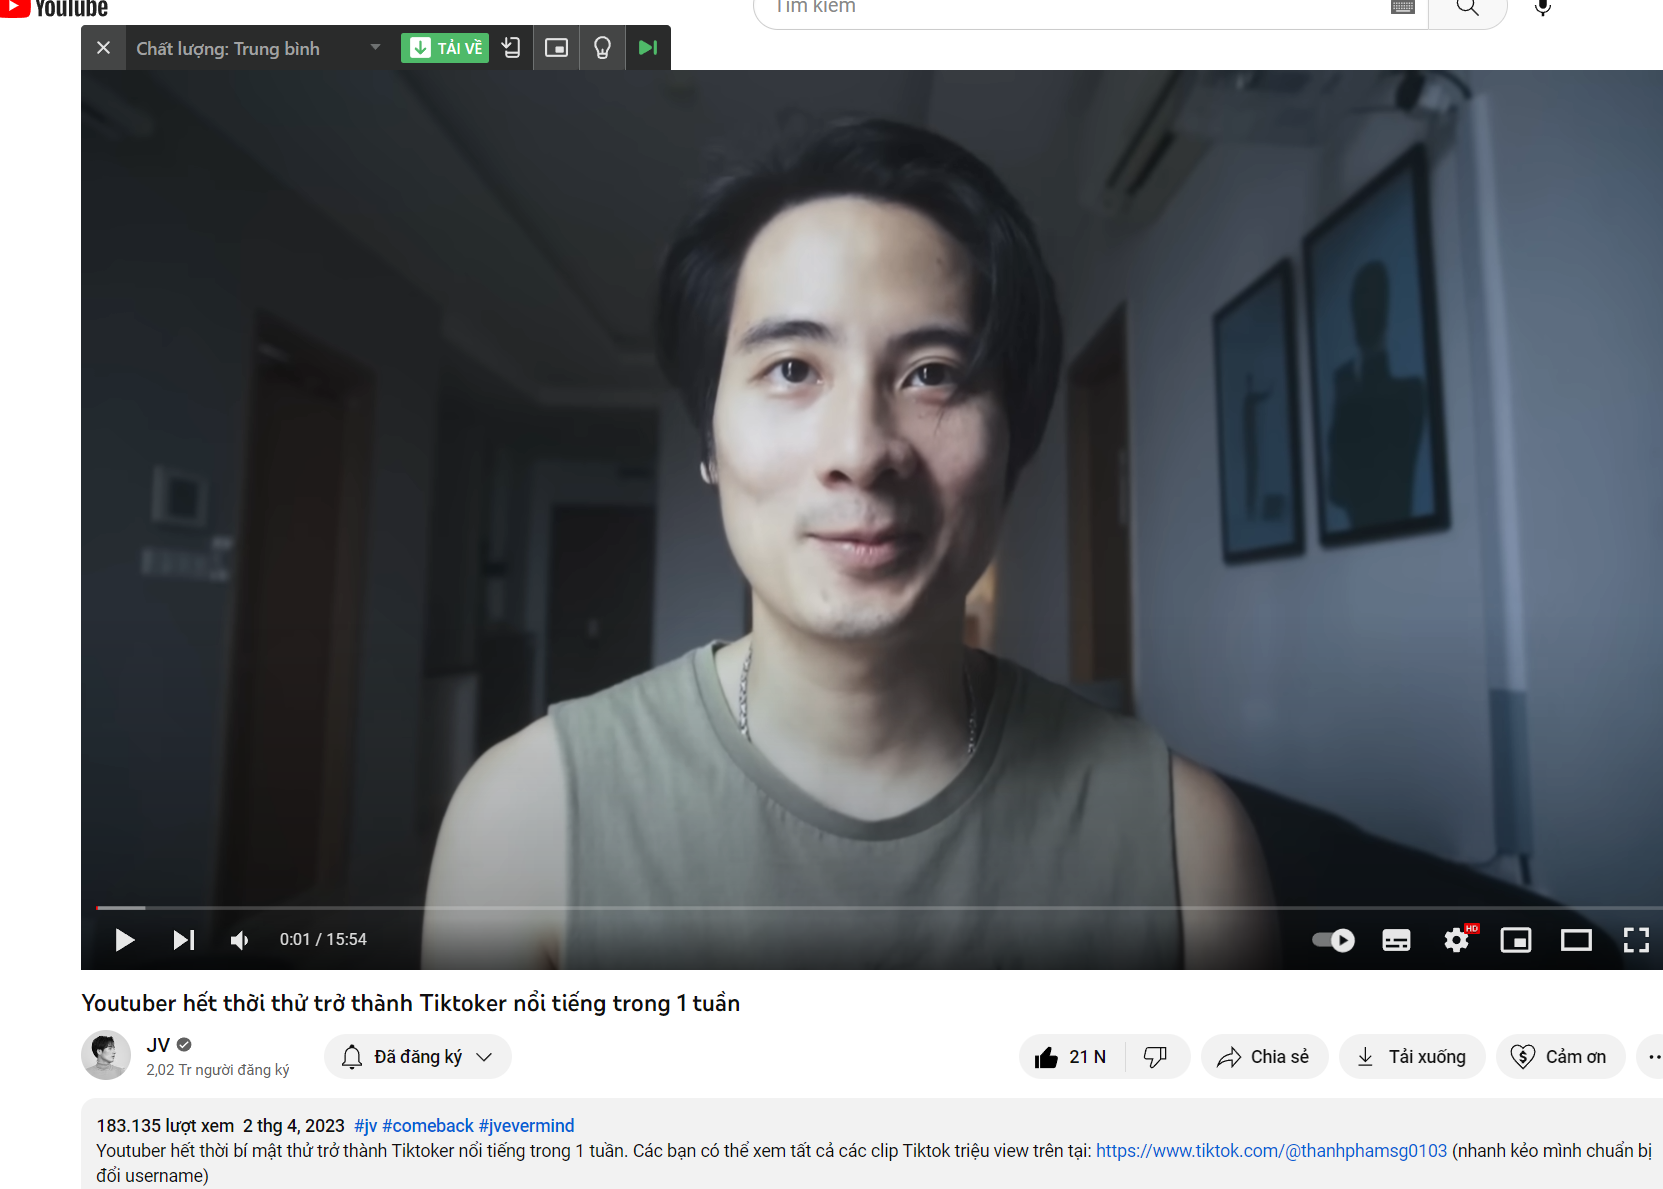 YouTube
Tìm kiếm
Chất lượng: Trung bình
TẢI VỀ
0:01 / 15:54
HD
Youtuber hết thời thử trở thành Tiktoker nổi tiếng trong 1 tuần
JV
2,02 Tr người đăng ký
Đã đăng ký
21 N
Chia sẻ
Tải xuống
Cảm ơn
183.135 lượt xem 2 thg 4, 2023 #jv #comeback #jvevermind
Youtuber hết thời bí mật thử trở thành Tiktoker nổi tiếng trong 1 tuần. Các bạn có thể xem tất cả các clip Tiktok triệu view trên tại: https://www.tiktok.com/@thanhphamsg0103 (nhanh kẻo mình chuẩn bị
đổi username)